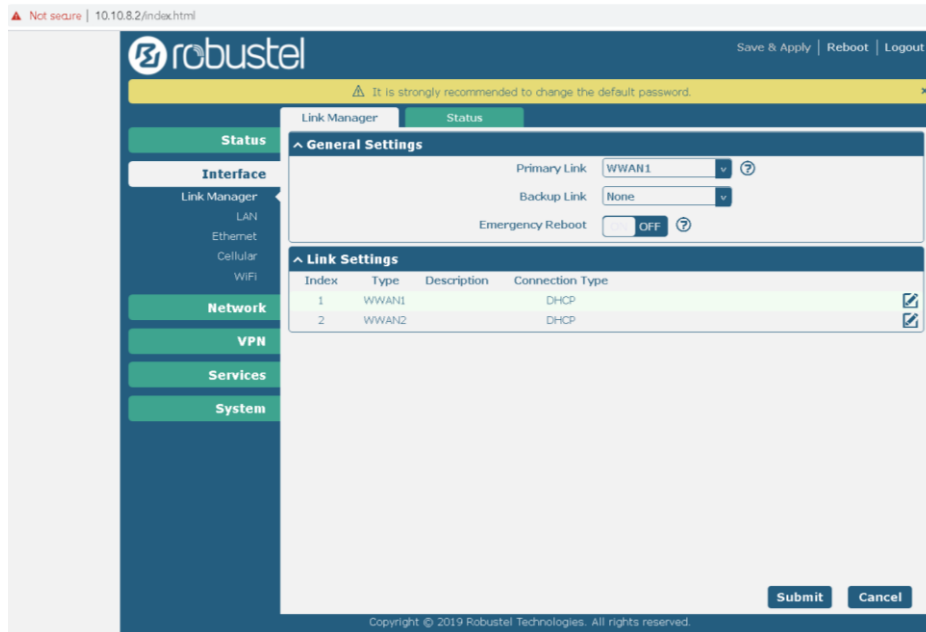 Not secure | 10.10.8.2/index.html
robustel
Save & Apply | Reboot | Logout
It is strongly recommended to change the default password.
Link Manager Status
Status
Interface
Link Manager
LAN
Ethernet
Cellular
WiFi
Network
VPN
Services
System
General Settings
Primary Link WWAN1
Backup Link None
Emergency Reboot ON OFF
Link Settings
Index Type Description Connection Type
1 WWAN1 DHCP
2 WWAN2 DHCP
Submit Cancel
Copyright © 2019 Robustel Technologies. All rights reserved.